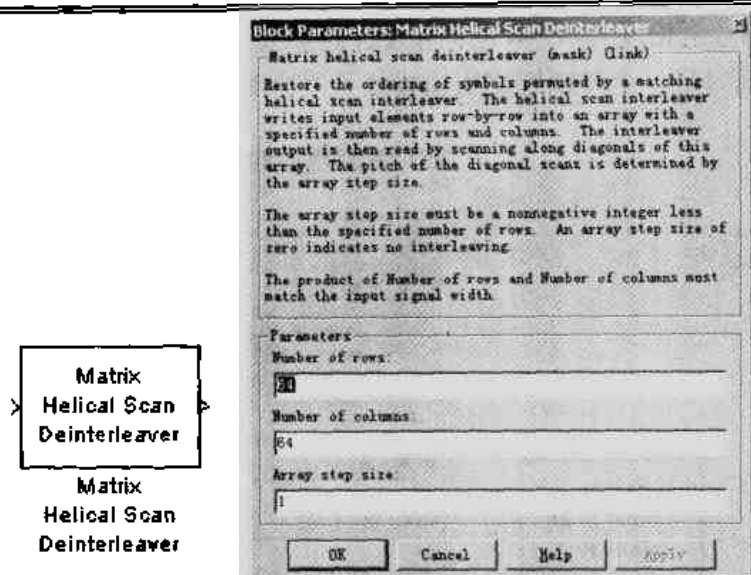 Block Parameters: Matrix Helical Scan Deinterleaver
Matrix helical scan deinterleaver (mask) (link)
Restore the ordering of symbols permuted by a matching
helical scan interleaver. The helical scan interleaver
writes input elements row-by-row into an array with a
specified number of rows and columns. The interleaver
output is then read by scanning along diagonals of this
array. The pitch of the diagonal scans is determined by
the array step size.
The array step size must be a nonnegative integer less
than the specified number of rows. An array step size of
zero indicates no interleaving.
The product of Number of rows and Number of columns must
match the input signal width.
Parameters
Number of rows:
64
Number of columns:
64
Array step size:
1
OK Cancel Help Apply
Matrix
Helical Scan
Deinterleaver
Matrix
Helical Scan
Deinterleaver